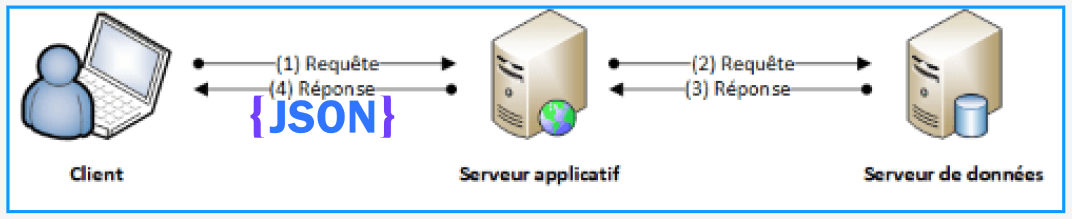 (1) Requête
(2) Requête
(4) Réponse
(3) Réponse
{JSON}
Client
Serveur applicatif
Serveur de données